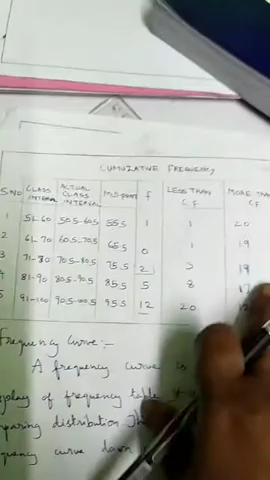 CUMULATIVE FREQUENCY
S.NO CLASS INTERVAL ACTUAL CLASS INTERVAL MID-POINT f LESS THAN C.F MORE THAN CF
1 51-60 50.5-60.5 55.5 1 1 20
2 61-70 60.5-70.5 65.5 0 1 19
3 71-80 70.5-80.5 75.5 2 3 19
4 81-90 80.5-90.5 85.5 5 8 17
5 91-100 90.5-100.5 95.5 12 20
Frequency Curve:-
A frequency curve is
of frequency table
distribution
curve